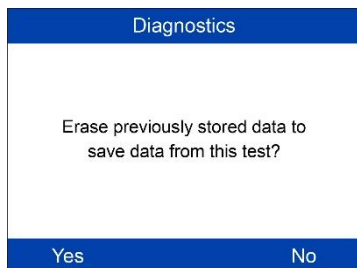 Diagnostics
Erase previously stored data to
save data from this test?
Yes No